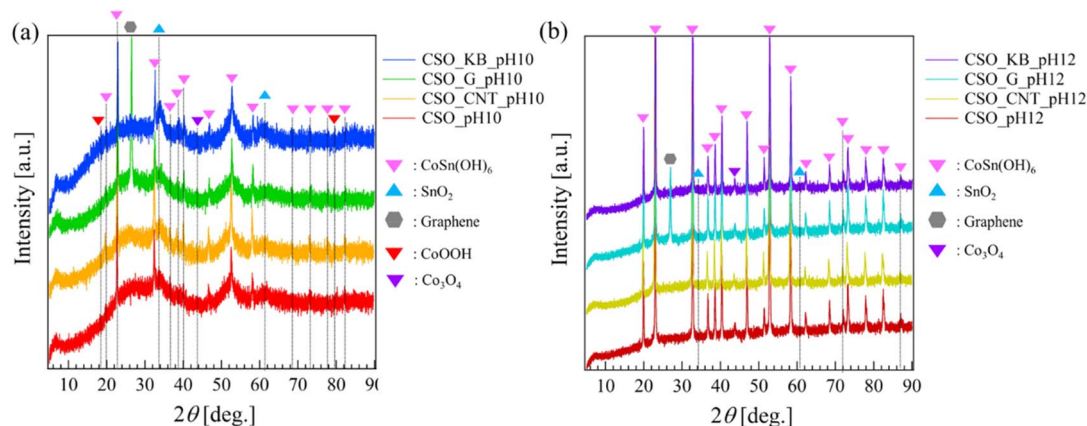 (a)
CSO_KB_pH10
CSO_G_pH10
CSO_CNT_pH10
CSO_pH10
: CoSn(OH)₆
: SnO₂
: Graphene
: CoOOH
: Co₃O₄
Intensity [a.u.]
10 20 30 40 50 60 70 80 90
2θ [deg.]
(b)
CSO_KB_pH12
CSO_G_pH12
CSO_CNT_pH12
CSO_pH12
: CoSn(OH)₆
: SnO₂
: Graphene
: Co₃O₄
Intensity [a.u.]
10 20 30 40 50 60 70 80 90
2θ [deg.]